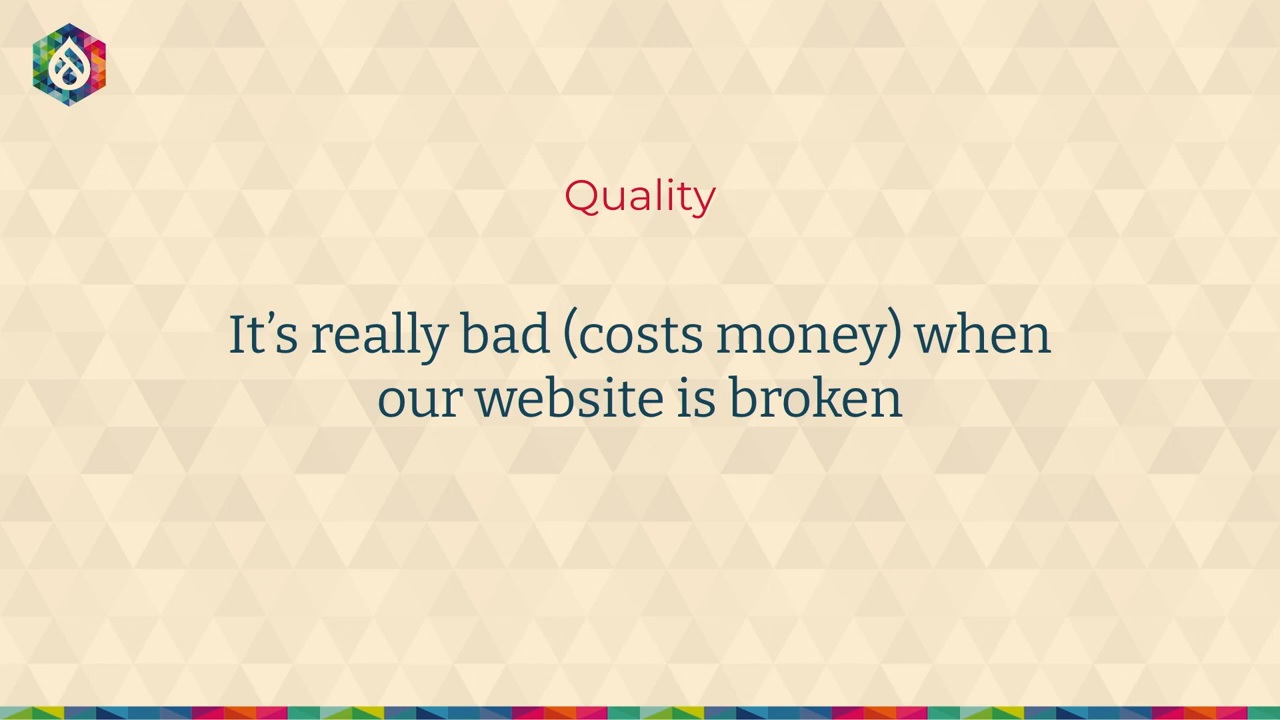 Quality
It’s really bad (costs money) when
our website is broken